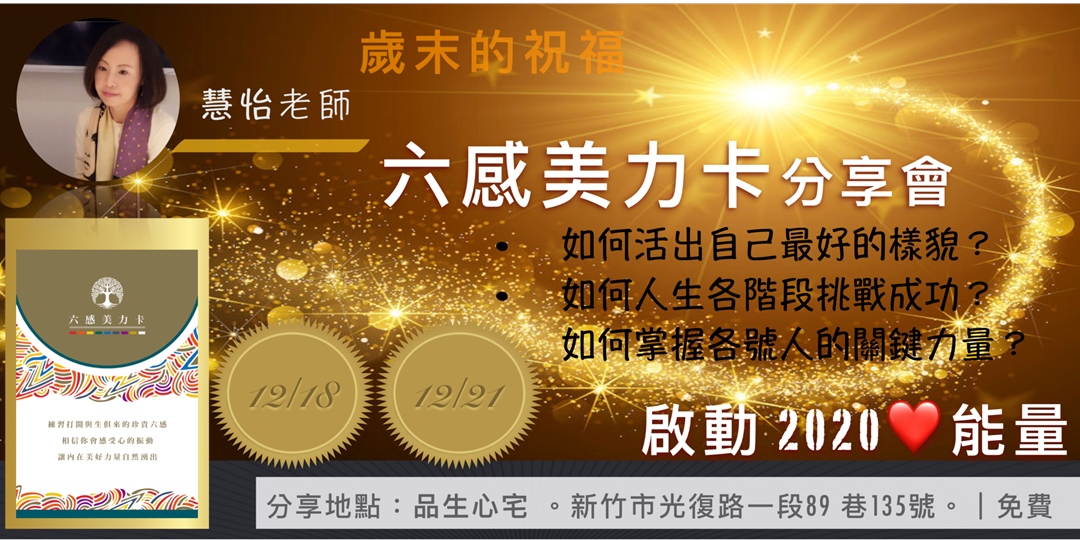 歲末的祝福
慧怡老師
六感美力卡分享會
• 如何活出自己最好的樣貌？
• 如何人生各階段挑戰成功？
如何掌握各號人的關鍵力量？
六感美力卡
練習打開與生俱來的珍貴六感
相信你會感受心的振動
讓內在美好力量自然湧出
12/18
12/21
啟動 2020❤️能量
分享地點：品生心宅 。新竹市光復路一段89 巷135號。｜免費